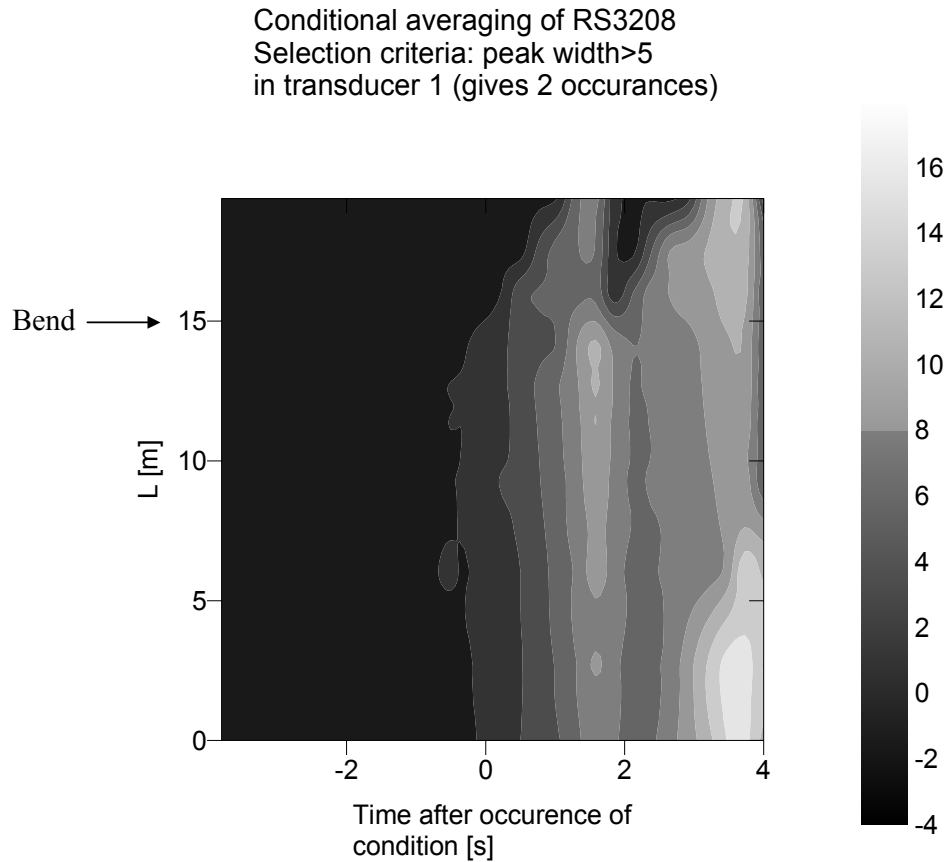 Conditional averaging of RS3208
Selection criteria: peak width>5
in transducer 1 (gives 2 occurances)
16
14
12
10
8
6
4
2
0
-2
-4
Bend
15
10
5
0
L [m]
-2
0
2
4
Time after occurence of
condition [s]